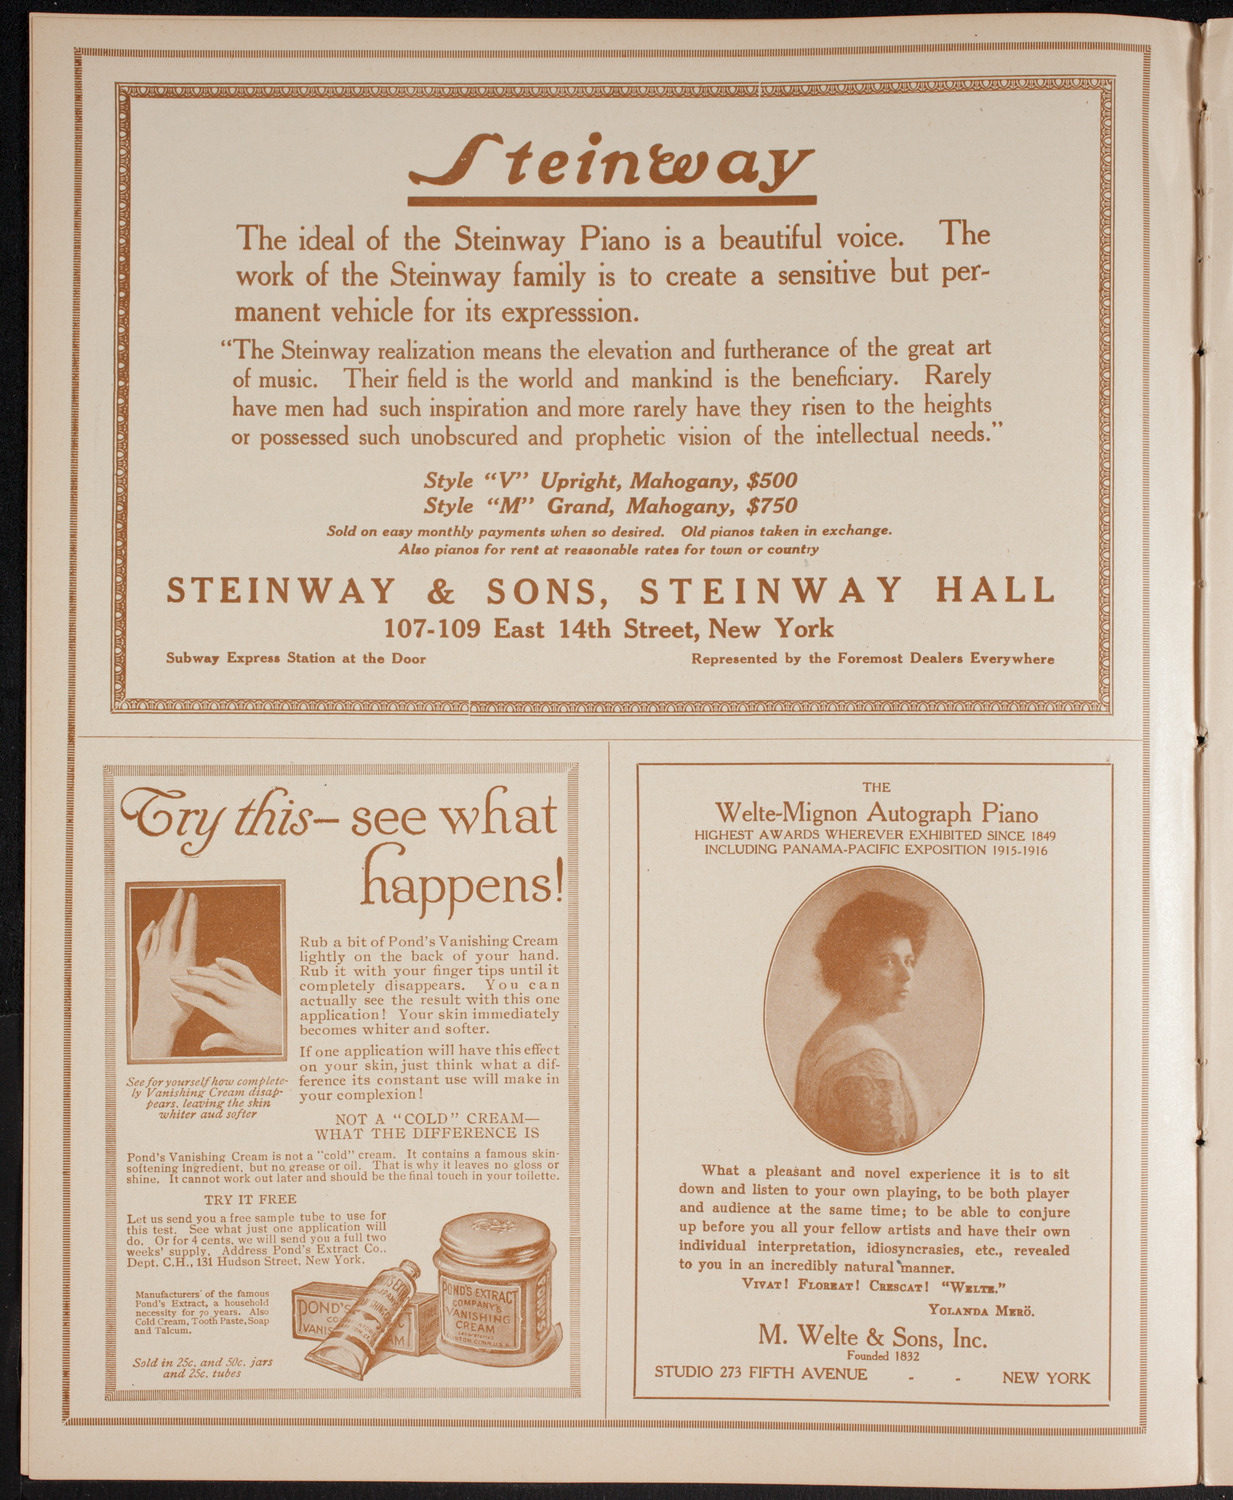 Steinway
The ideal of the Steinway Piano is a beautiful voice. The
work of the Steinway family is to create a sensitive but per-
manent vehicle for its expresssion.
“The Steinway realization means the elevation and furtherance of the great art
of music. Their field is the world and mankind is the beneficiary. Rarely
have men had such inspiration and more rarely have they risen to the heights
or possessed such unobscured and prophetic vision of the intellectual needs.”
Style “V” Upright, Mahogany, $500
Style “M” Grand, Mahogany, $750
Sold on easy monthly payments when so desired. Old pianos taken in exchange.
Also pianos for rent at reasonable rates for town or country
STEINWAY & SONS, STEINWAY HALL
107-109 East 14th Street, New York
Subway Express Station at the Door
Represented by the Foremost Dealers Everywhere
Try this— see what
happens!
Rub a bit of Pond's Vanishing Cream
lightly on the back of your hand.
Rub it with your finger tips until it
completely disappears. You can
actually see the result with this one
application! Your skin immediately
becomes whiter and softer.
If one application will have this effect
on your skin, just think what a dif-
ference its constant use will make in
your complexion!
See for yourself how complete-
ly Vanishing Cream disap-
pears, leaving the skin
whiter aud softer
NOT A “COLD” CREAM—
WHAT THE DIFFERENCE IS
Pond's Vanishing Cream is not a “cold” cream. It contains a famous skin-
softening ingredient, but no grease or oil. That is why it leaves no gloss or
shine. It cannot work out later and should be the final touch in your toilette.
TRY IT FREE
Let us send you a free sample tube to use for
this test. See what just one application will
do. Or for 4 cents, we will send you a full two
weeks' supply. Address Pond's Extract Co.,
Dept. C.H., 131 Hudson Street, New York.
Manufacturers of the famous
Pond's Extract, a household
necessity for 70 years. Also
Cold Cream, Tooth Paste, Soap
and Talcum.
Sold in 25c. and 50c. jars
and 25c. tubes
POND'S
VANIS
AM
POND'S EXTRACT
COMPANY'S
VANISHING
CREAM
THE
Welte-Mignon Autograph Piano
HIGHEST AWARDS WHEREVER EXHIBITED SINCE 1849
INCLUDING PANAMA-PACIFIC EXPOSITION 1915-1916
What a pleasant and novel experience it is to sit
down and listen to your own playing, to be both player
and audience at the same time; to be able to conjure
up before you all your fellow artists and have their own
individual interpretation, idiosyncrasies, etc., revealed
to you in an incredibly natural manner.
VIVAT! FLOREAT! CRESCAT! “WELTE.”
YOLANDA MERÖ.
M. Welte & Sons, Inc.
Founded 1832
STUDIO 273 FIFTH AVENUE - - NEW YORK